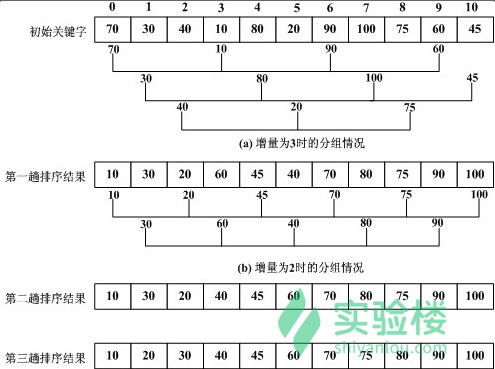 0 1 2 3 4 5 6 7 8 9 10
初始关键字 70 30 40 10 80 20 90 100 75 60 45
70 10 90 60
30 80 100 45
40 20 75
(a) 增量为3时的分组情况
第一趟排序结果 10 30 20 60 45 40 70 80 75 90 100
10 20 45 70 75 100
30 60 40 80 90
(b) 增量为2时的分组情况
第二趟排序结果 10 30 20 40 45 60 70 80 75 90 100
实验楼
shiyanlou.com
第三趟排序结果 10 20 30 40 45 60 70 75 80 90 100